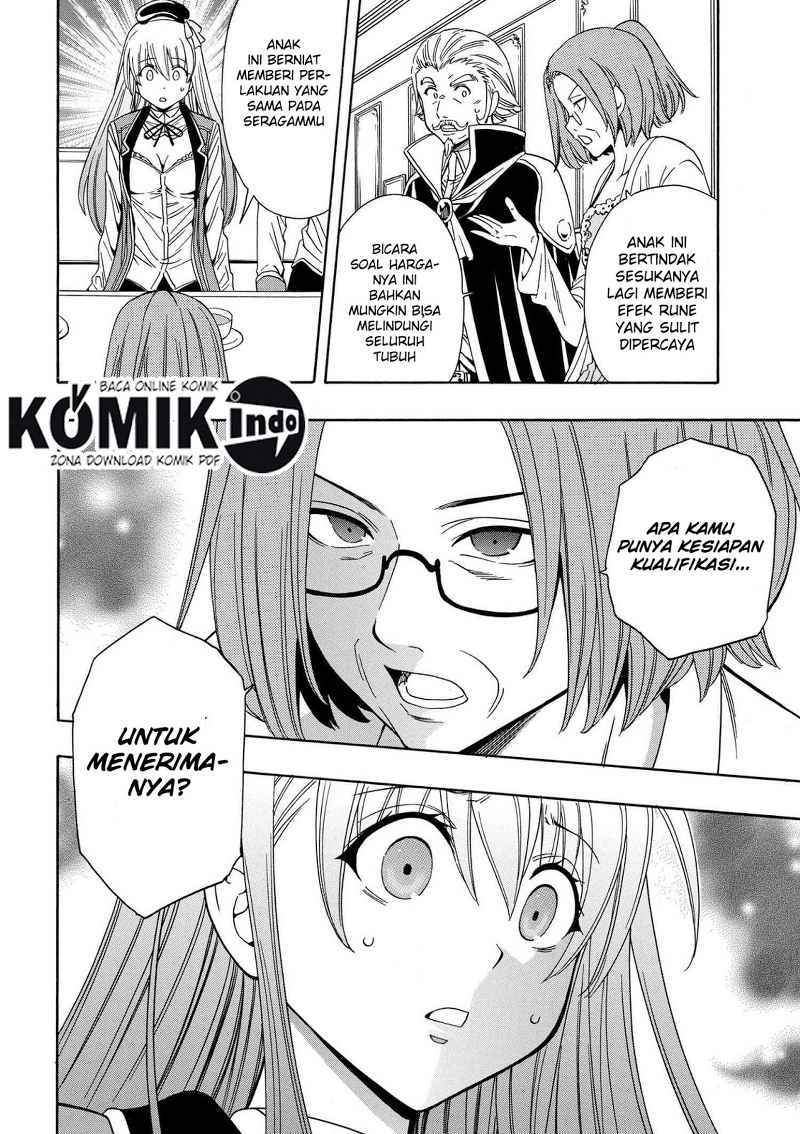 ANAK INI
BERTINDAK
SESUKANYA
LAGI MEMBERI
EFEK RUNE
YANG SULIT
DIPERCAYA
BICARA
SOAL HARGA-
NYA INI
BAHKAN
MUNGKIN BISA
MELINDUNGI
SELURUH
TUBUH
ANAK
INI BERNIAT
MEMBERI PER-
LAKUAN YANG
SAMA PADA
SERAGAMMU
BACA ONLINE KOMIK
KOMIK indo
ZONA DOWNLOAD KOMIK PDF
APA KAMU
PUNYA KESIAPAN
KUALIFIKASI...
UNTUK
MENERIMA-
NYA?